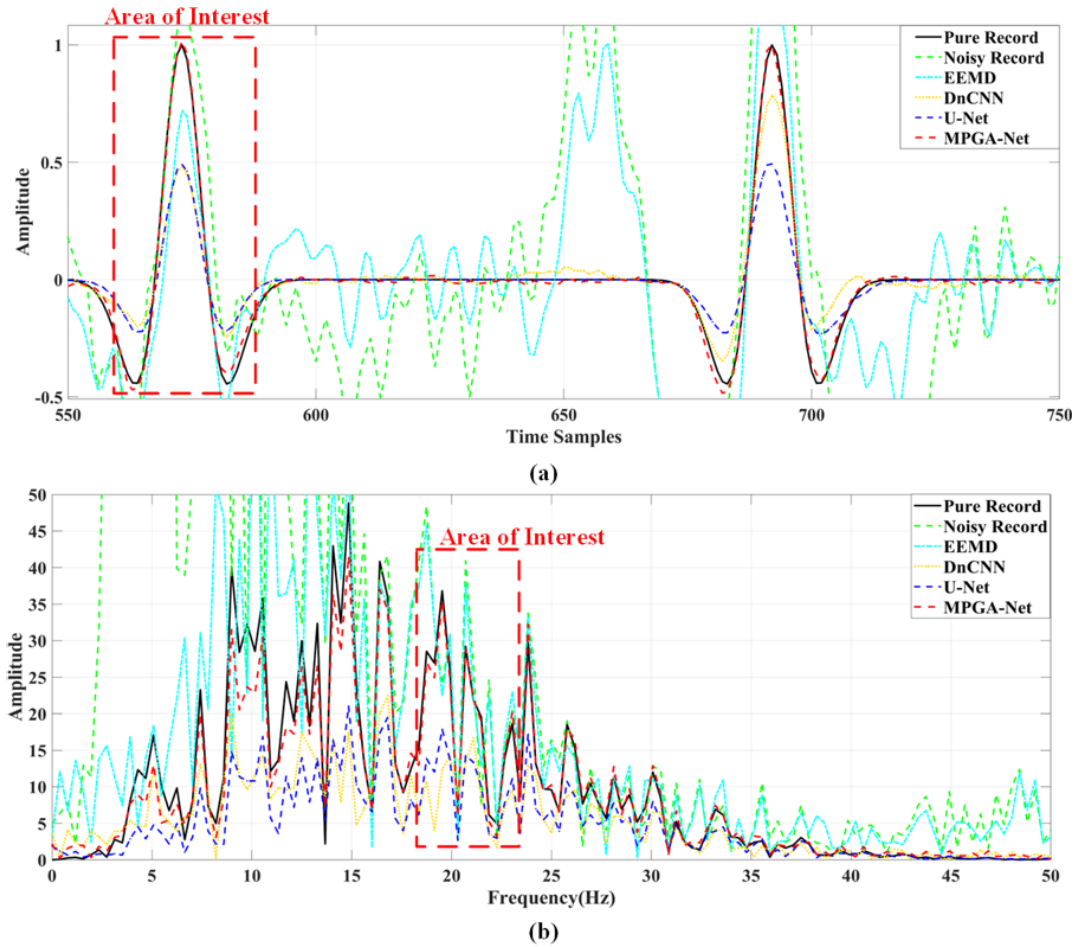 Area of Interest
1
0.5
0
-0.5
Amplitude
550
600
650
700
750
Time Samples
Pure Record
Noisy Record
EEMD
DnCNN
U-Net
MPGA-Net
(a)
50
45
40
35
30
25
20
15
10
5
0
Amplitude
Area of Interest
Pure Record
Noisy Record
EEMD
DnCNN
U-Net
MPGA-Net
0
5
10
15
20
25
30
35
40
45
50
Frequency(Hz)
(b)